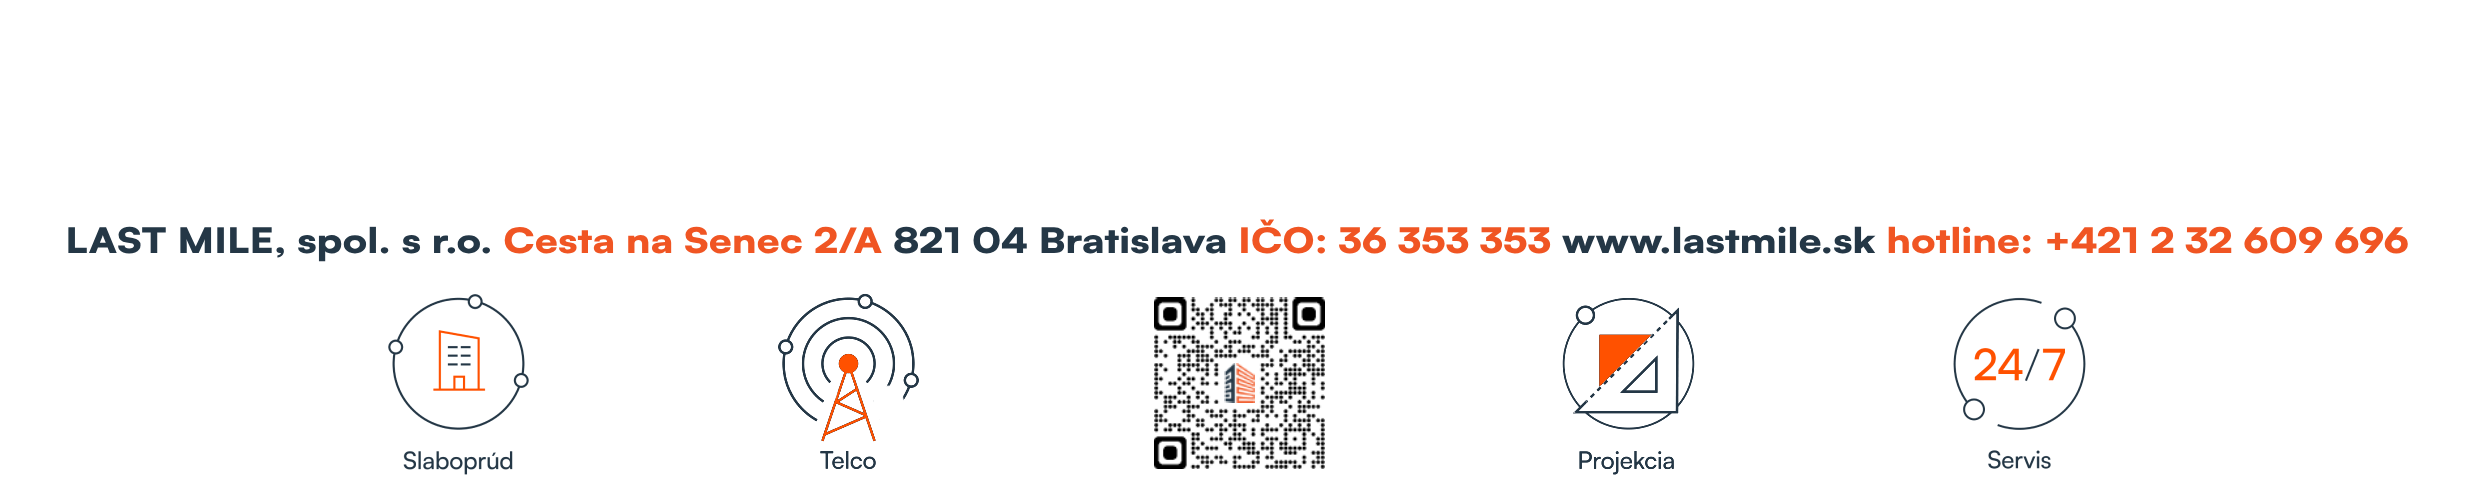 LAST MILE, spol. s r.o. Cesta na Senec 2/A 821 04 Bratislava IČO: 36 353 353 www.lastmile.sk hotline: +421 2 32 609 696
24/7
Slaboprúd Telco Projekcia Servis